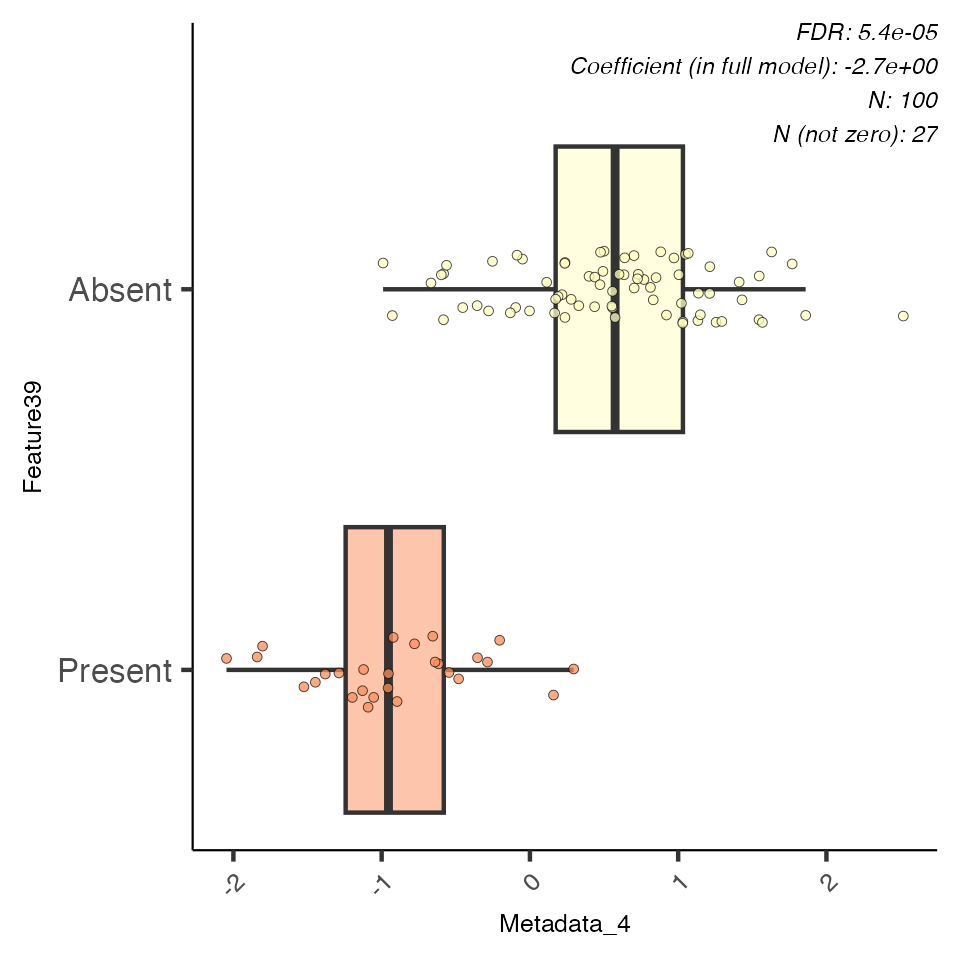 FDR: 5.4e-05
Coefficient (in full model): -2.7e+00
N: 100
N (not zero): 27
Absent
Feature39
Present
-2
-1
0
1
2
Metadata_4